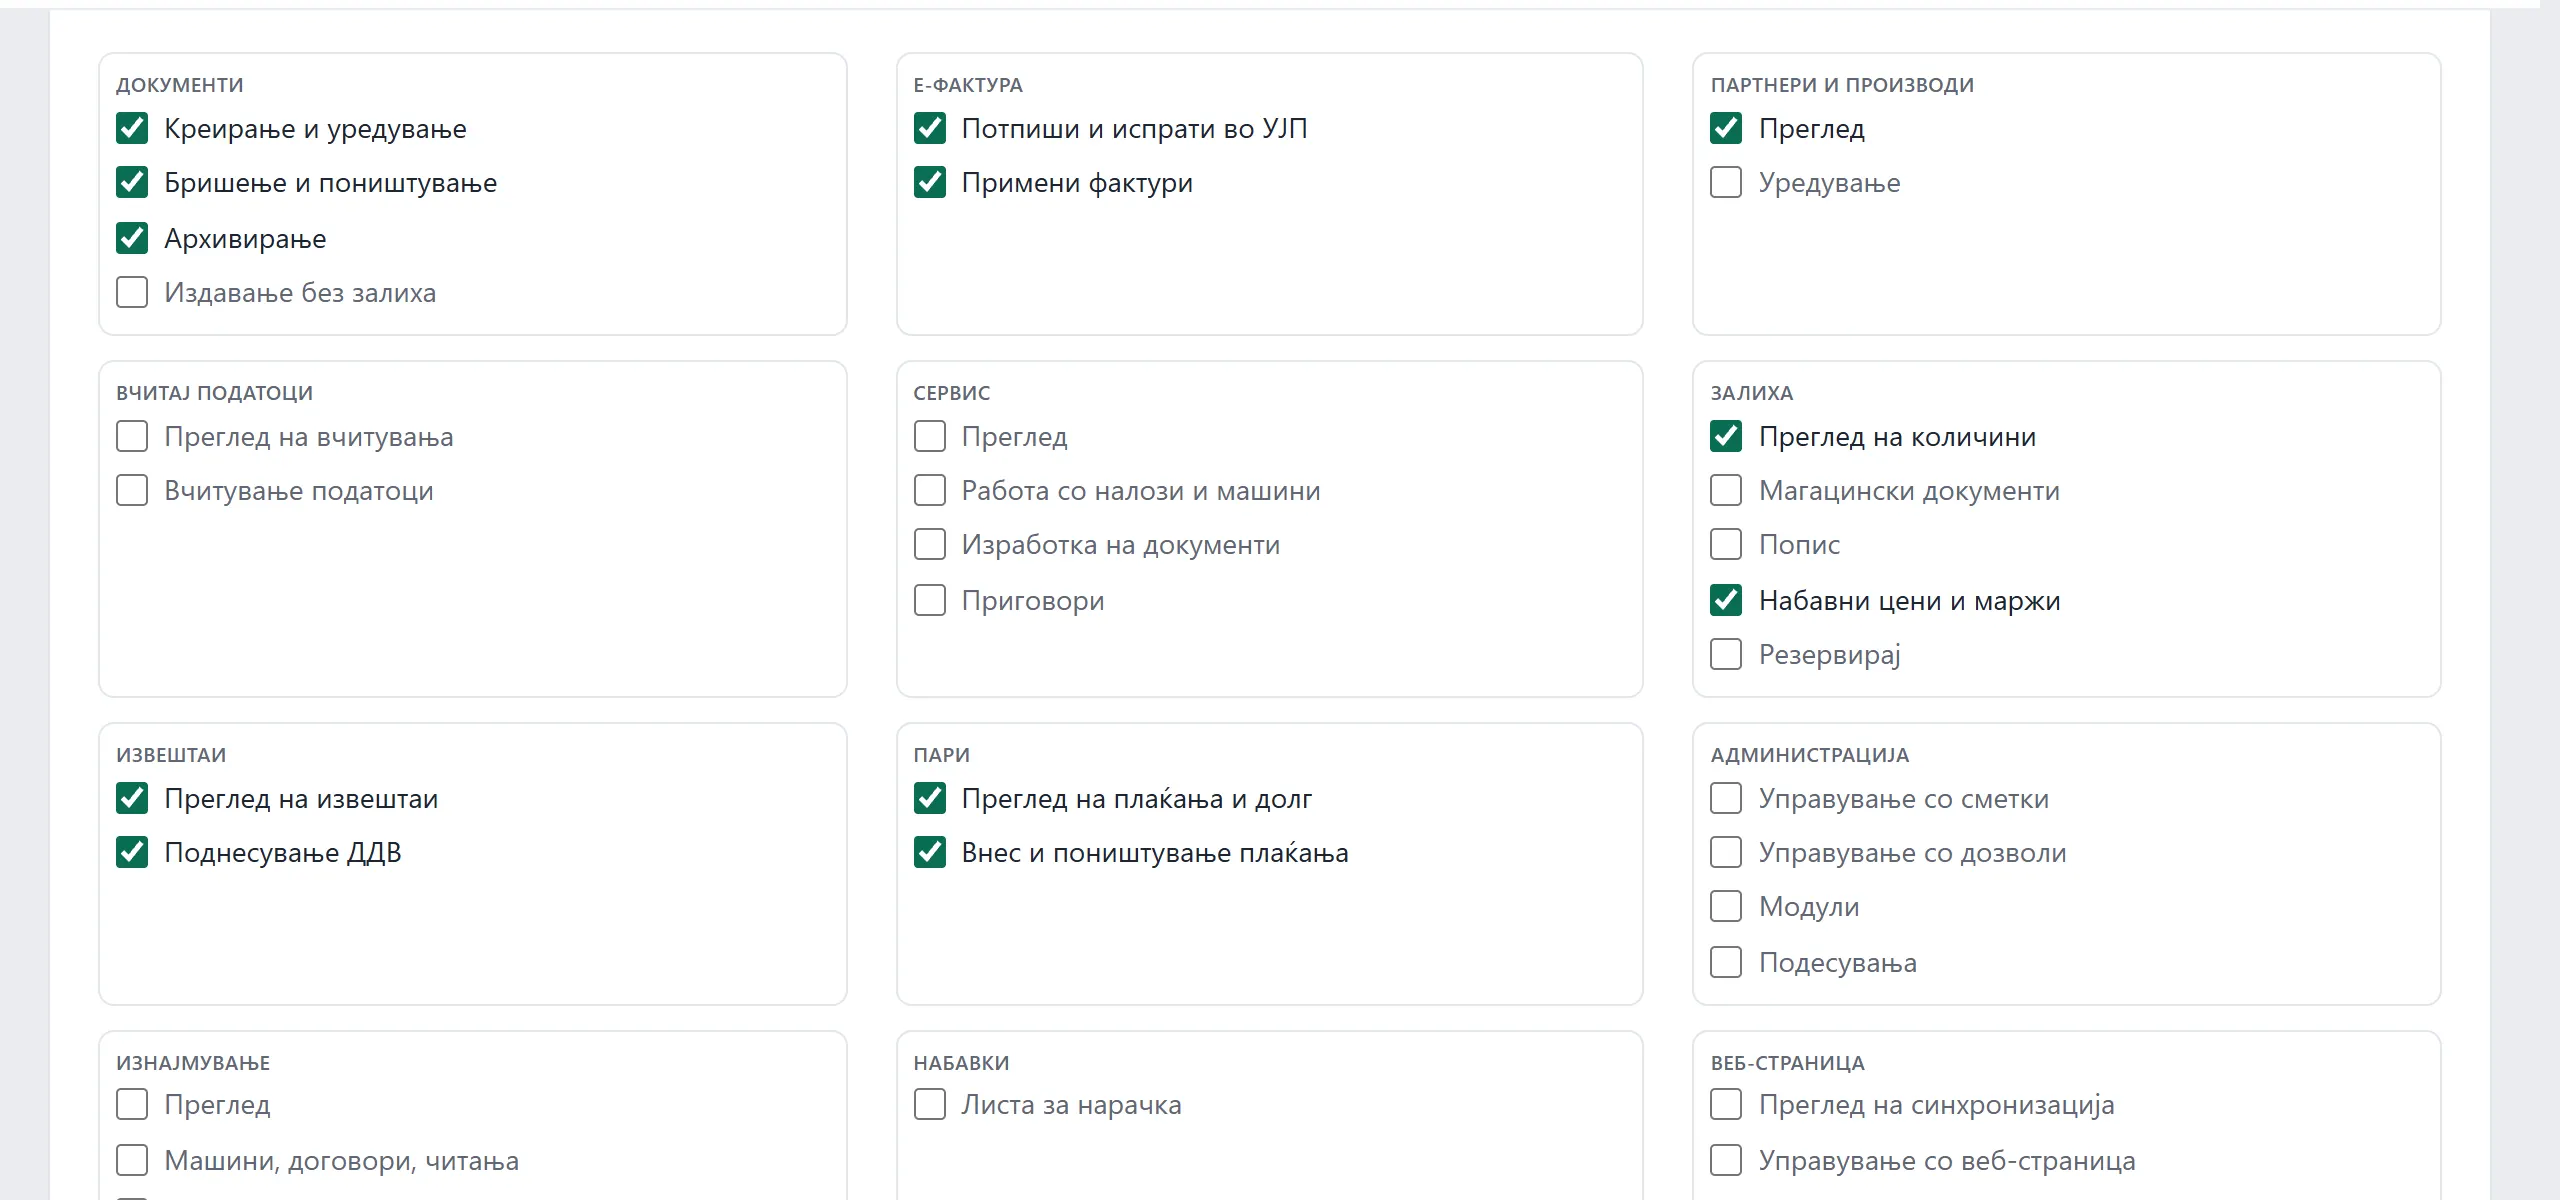 ДОКУМЕНТИ
Креирање и уредување
Бришење и поништување
Архивирање
Издавање без залиха
Е-ФАКТУРА
Потпиши и испрати во УЈП
Примени фактури
ПАРТНЕРИ И ПРОИЗВОДИ
Преглед
Уредување
ВЧИТАЈ ПОДАТОЦИ
Преглед на вчитувања
Вчитување податоци
СЕРВИС
Преглед
Работа со налози и машини
Изработка на документи
Приговори
ЗАЛИХА
Преглед на количини
Магацински документи
Попис
Набавни цени и маржи
Резервирај
ИЗВЕШТАИ
Преглед на извештаи
Поднесување ДДВ
ПАРИ
Преглед на плаќања и долг
Внес и поништување плаќања
АДМИНИСТРАЦИЈА
Управување со сметки
Управување со дозволи
Модули
Подесувања
ИЗНАЈМУВАЊЕ
Преглед
Машини, договори, читања
НАБАВКИ
Листа за нарачка
ВЕБ-СТРАНИЦА
Преглед на синхронизација
Управување со веб-страница